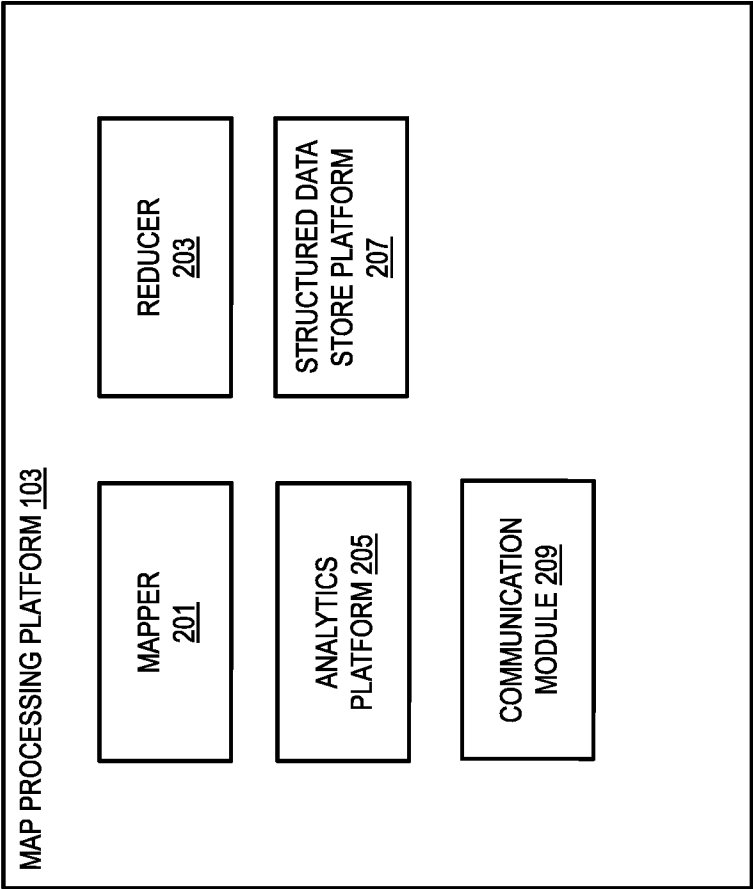 MAP PROCESSING PLATFORM 103
MAPPER
201
REDUCER
203
ANALYTICS
PLATFORM 205
STRUCTURED DATA
STORE PLATFORM
207
COMMUNICATION
MODULE 209